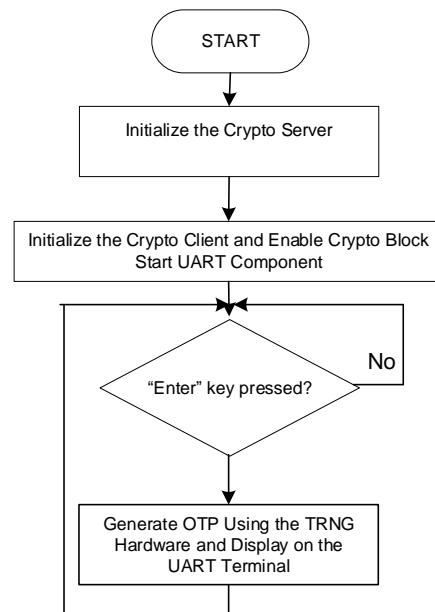 START
Initialize the Crypto Server
Initialize the Crypto Client and Enable Crypto Block
Start UART Component
“Enter” key pressed?
No
Generate OTP Using the TRNG
Hardware and Display on the
UART Terminal